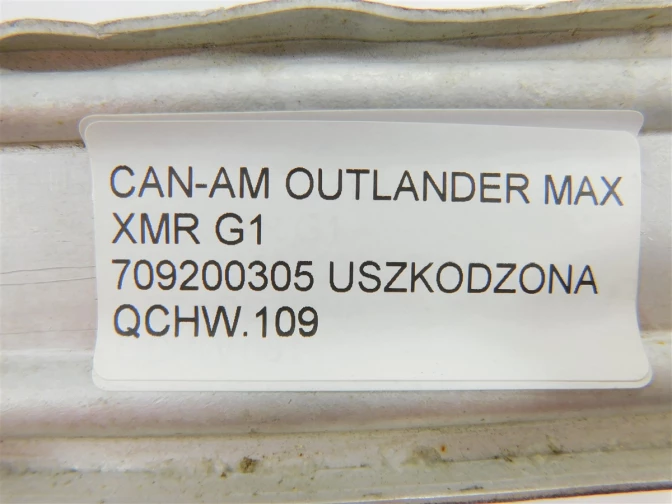 CAN-AM OUTLANDER MAX
XMR G1
709200305 USZKODZONA
QCHW.109